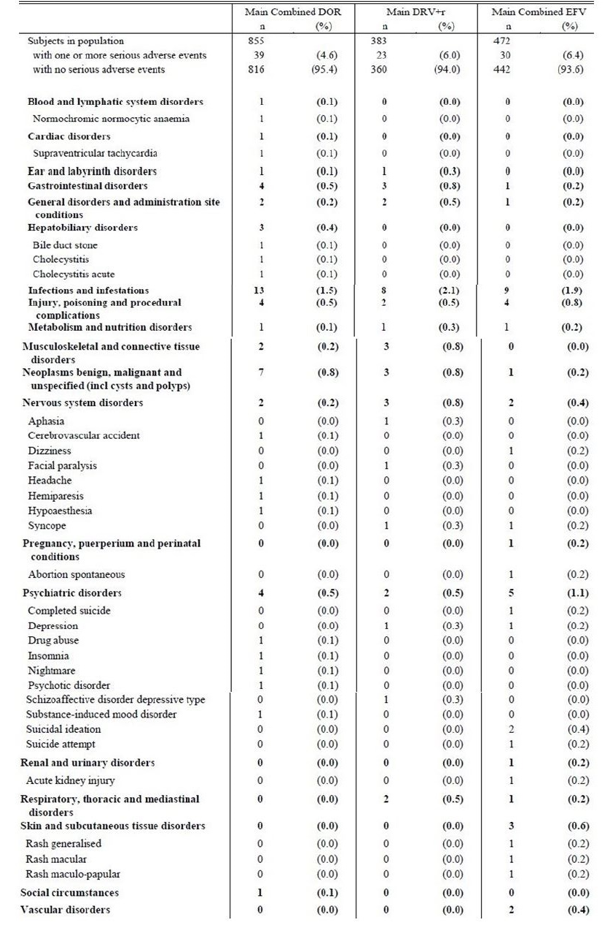 Main Combined DOR Main DRV+r Main Combined EFV
n (%) n (%) n (%)
Subjects in population 855 383 472
with one or more serious adverse events 39 (4.6) 23 (6.0) 30 (6.4)
with no serious adverse events 816 (95.4) 360 (94.0) 442 (93.6)
Blood and lymphatic system disorders 1 (0.1) 0 (0.0) 0 (0.0)
Normochromic normocytic anaemia 1 (0.1) 0 (0.0) 0 (0.0)
Cardiac disorders 1 (0.1) 0 (0.0) 0 (0.0)
Supraventricular tachycardia 1 (0.1) 0 (0.0) 0 (0.0)
Ear and labyrinth disorders 1 (0.1) 1 (0.3) 0 (0.0)
Gastrointestinal disorders 4 (0.5) 3 (0.8) 1 (0.2)
General disorders and administration site 2 (0.2) 2 (0.5) 1 (0.2)
conditions
Hepatobiliary disorders 3 (0.4) 0 (0.0) 0 (0.0)
Bile duct stone 1 (0.1) 0 (0.0) 0 (0.0)
Cholecystitis 1 (0.1) 0 (0.0) 0 (0.0)
Cholecystitis acute 1 (0.1) 0 (0.0) 0 (0.0)
Infections and infestations 13 (1.5) 8 (2.1) 9 (1.9)
Injury, poisoning and procedural 4 (0.5) 2 (0.5) 4 (0.8)
complications
Metabolism and nutrition disorders 1 (0.1) 1 (0.3) 1 (0.2)
Musculoskeletal and connective tissue 2 (0.2) 3 (0.8) 0 (0.0)
disorders
Neoplasms benign, malignant and 7 (0.8) 3 (0.8) 1 (0.2)
unspecified (incl cysts and polyps)
Nervous system disorders 2 (0.2) 3 (0.8) 2 (0.4)
Aphasia 0 (0.0) 1 (0.3) 0 (0.0)
Cerebrovascular accident 1 (0.1) 0 (0.0) 0 (0.0)
Dizziness 0 (0.0) 0 (0.0) 1 (0.2)
Facial paralysis 0 (0.0) 1 (0.3) 0 (0.0)
Headache 1 (0.1) 0 (0.0) 0 (0.0)
Hemiparesis 1 (0.1) 0 (0.0) 0 (0.0)
Hypoaesthesia 1 (0.1) 0 (0.0) 0 (0.0)
Syncope 0 (0.0) 1 (0.3) 1 (0.2)
Pregnancy, puerperium and perinatal 0 (0.0) 0 (0.0) 1 (0.2)
conditions
Abortion spontaneous 0 (0.0) 0 (0.0) 1 (0.2)
Psychiatric disorders 4 (0.5) 2 (0.5) 5 (1.1)
Completed suicide 0 (0.0) 0 (0.0) 1 (0.2)
Depression 0 (0.0) 1 (0.3) 1 (0.2)
Drug abuse 1 (0.1) 0 (0.0) 0 (0.0)
Insomnia 1 (0.1) 0 (0.0) 0 (0.0)
Nightmare 1 (0.1) 0 (0.0) 0 (0.0)
Psychotic disorder 1 (0.1) 0 (0.0) 0 (0.0)
Schizoaffective disorder depressive type 0 (0.0) 1 (0.3) 0 (0.0)
Substance-induced mood disorder 1 (0.1) 0 (0.0) 0 (0.0)
Suicidal ideation 0 (0.0) 0 (0.0) 2 (0.4)
Suicide attempt 0 (0.0) 0 (0.0) 1 (0.2)
Renal and urinary disorders 0 (0.0) 0 (0.0) 1 (0.2)
Acute kidney injury 0 (0.0) 0 (0.0) 1 (0.2)
Respiratory, thoracic and mediastinal 0 (0.0) 2 (0.5) 1 (0.2)
disorders
Skin and subcutaneous tissue disorders 0 (0.0) 0 (0.0) 3 (0.6)
Rash generalised 0 (0.0) 0 (0.0) 1 (0.2)
Rash macular 0 (0.0) 0 (0.0) 1 (0.2)
Rash maculo-papular 0 (0.0) 0 (0.0) 1 (0.2)
Social circumstances 1 (0.1) 0 (0.0) 0 (0.0)
Vascular disorders 0 (0.0) 0 (0.0) 2 (0.4)